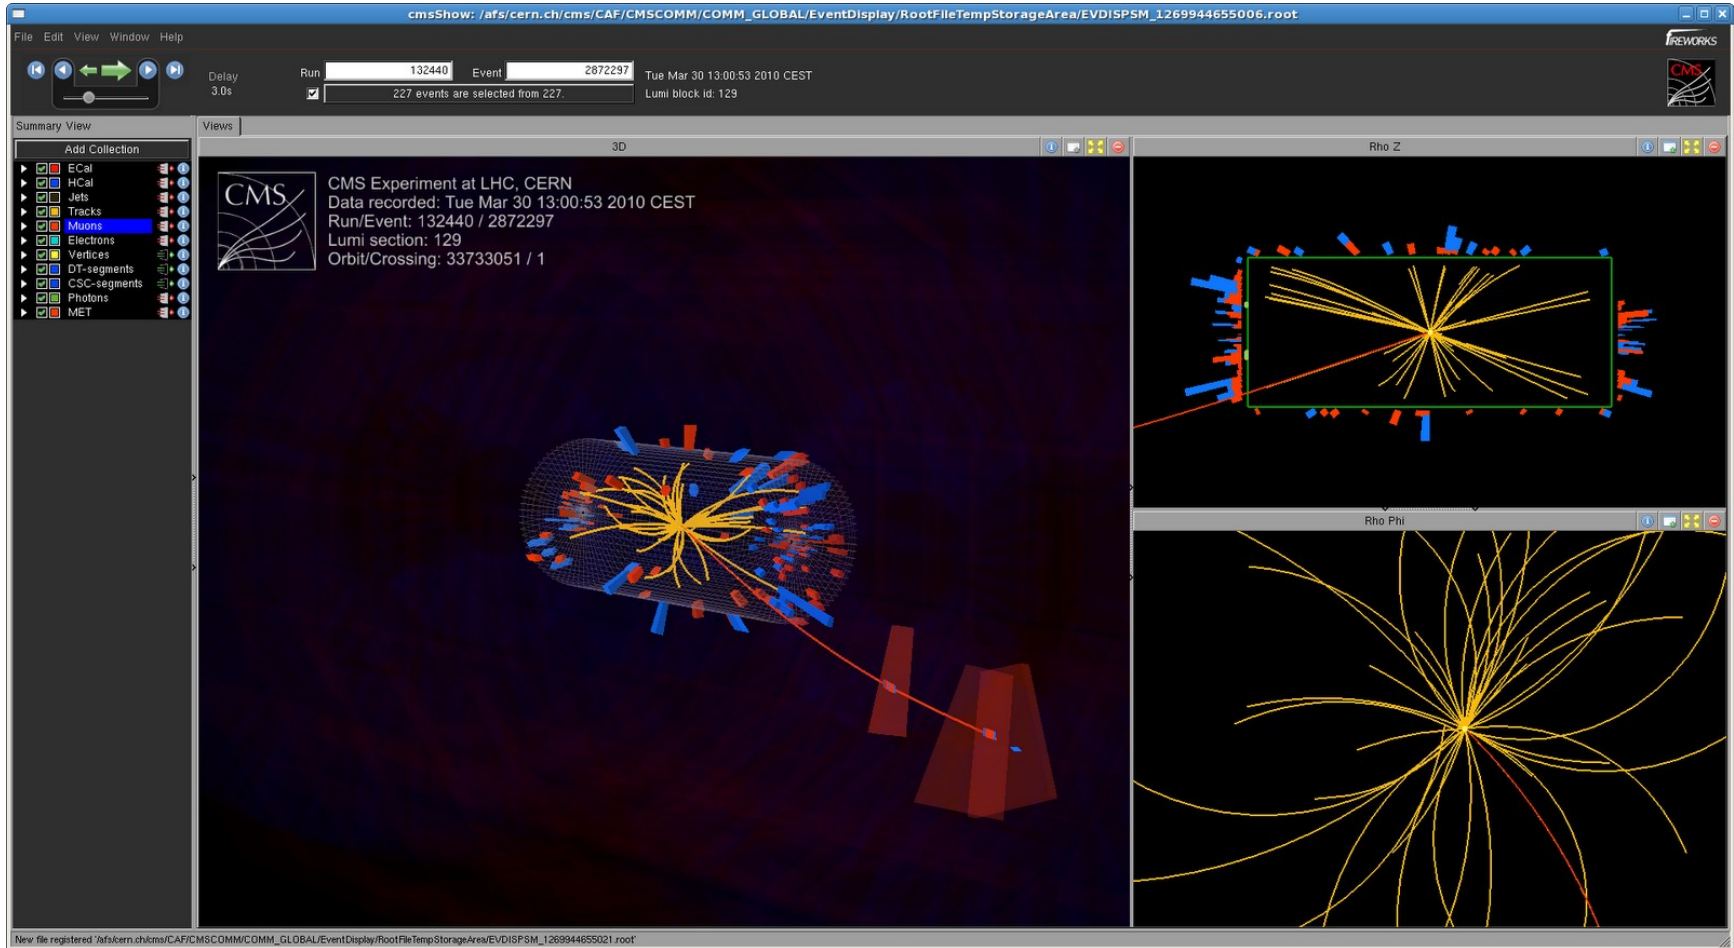 cmsShow: /afs/cern.ch/cms/CAF/CMSCOMM/COMM_GLOBAL/EventDisplay/RootFileTempStorageArea/EVDISPSM_1269944655006.root
File Edit View Window Help
FIREWORKS
Delay
3.0s
Run 132440 Event 2872297 Tue Mar 30 13:00:53 2010 CEST
227 events are selected from 227. Lumi block id: 129
CMS
Summary View
Views
Add Collection
3D
Rho Z
ECal
HCal
Jets
Tracks
Muons
Electrons
Vertices
DT-segments
CSC-segments
Photons
MET
CMS
CMS Experiment at LHC, CERN
Data recorded: Tue Mar 30 13:00:53 2010 CEST
Run/Event: 132440 / 2872297
Lumi section: 129
Orbit/Crossing: 33733051 / 1
Rho Phi
New file registered '/afs/cern.ch/cms/CAF/CMSCOMM/COMM_GLOBAL/EventDisplay/RootFileTempStorageArea/EVDISPSM_1269944655021.root'